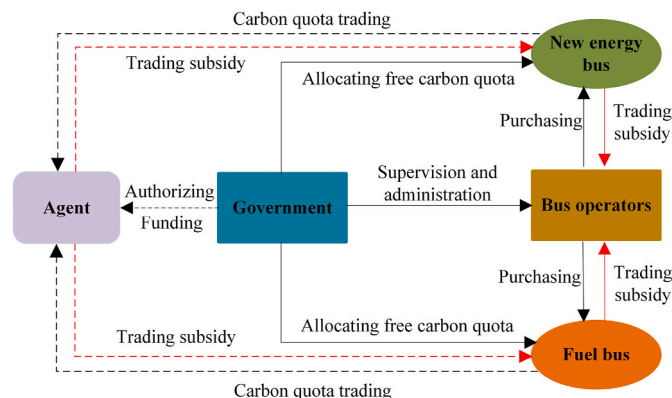 Carbon quota trading
New energy
bus
Trading subsidy
Allocating free carbon quota
Purchasing
Trading
subsidy
Supervision and
administration
Authorizing
Agent
Government
Bus operators
Funding
Purchasing
Trading
subsidy
Allocating free carbon quota
Trading subsidy
Fuel bus
Carbon quota trading